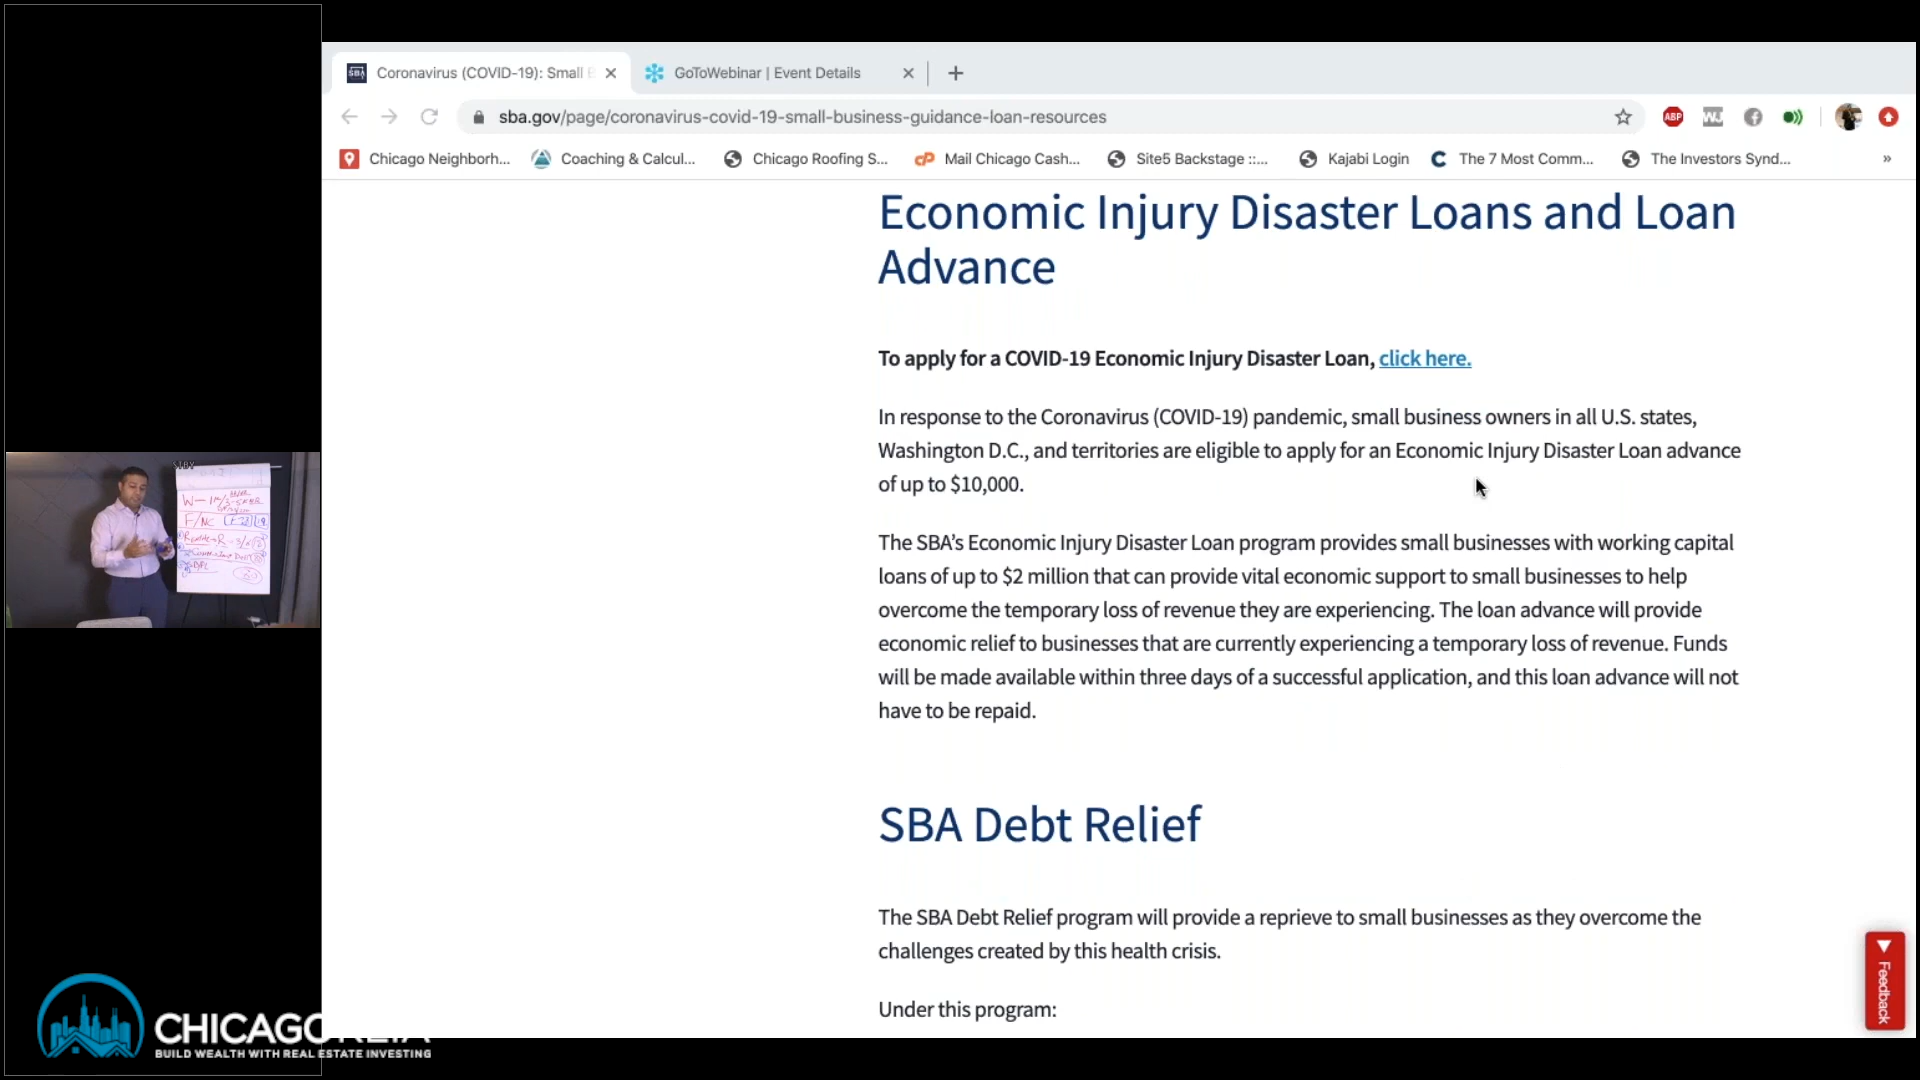 Coronavirus (COVID-19): Small B
GoToWebinar | Event Details
sba.gov/page/coronavirus-covid-19-small-business-guidance-loan-resources
ABP
Chicago Neighborh...
Coaching & Calcul...
Chicago Roofing S...
Mail Chicago Cash...
Site5 Backstage ::...
Kajabi Login
The 7 Most Comm...
The Investors Synd...
»
Economic Injury Disaster Loans and Loan
Advance
To apply for a COVID-19 Economic Injury Disaster Loan, click here.
In response to the Coronavirus (COVID-19) pandemic, small business owners in all U.S. states,
Washington D.C., and territories are eligible to apply for an Economic Injury Disaster Loan advance
of up to $10,000.
The SBA’s Economic Injury Disaster Loan program provides small businesses with working capital
loans of up to $2 million that can provide vital economic support to small businesses to help
overcome the temporary loss of revenue they are experiencing. The loan advance will provide
economic relief to businesses that are currently experiencing a temporary loss of revenue. Funds
will be made available within three days of a successful application, and this loan advance will not
have to be repaid.
SBA Debt Relief
The SBA Debt Relief program will provide a reprieve to small businesses as they overcome the
challenges created by this health crisis.
Under this program:
Feedback
STBY
F/NC
CHICAGO REIA
BUILD WEALTH WITH REAL ESTATE INVESTING